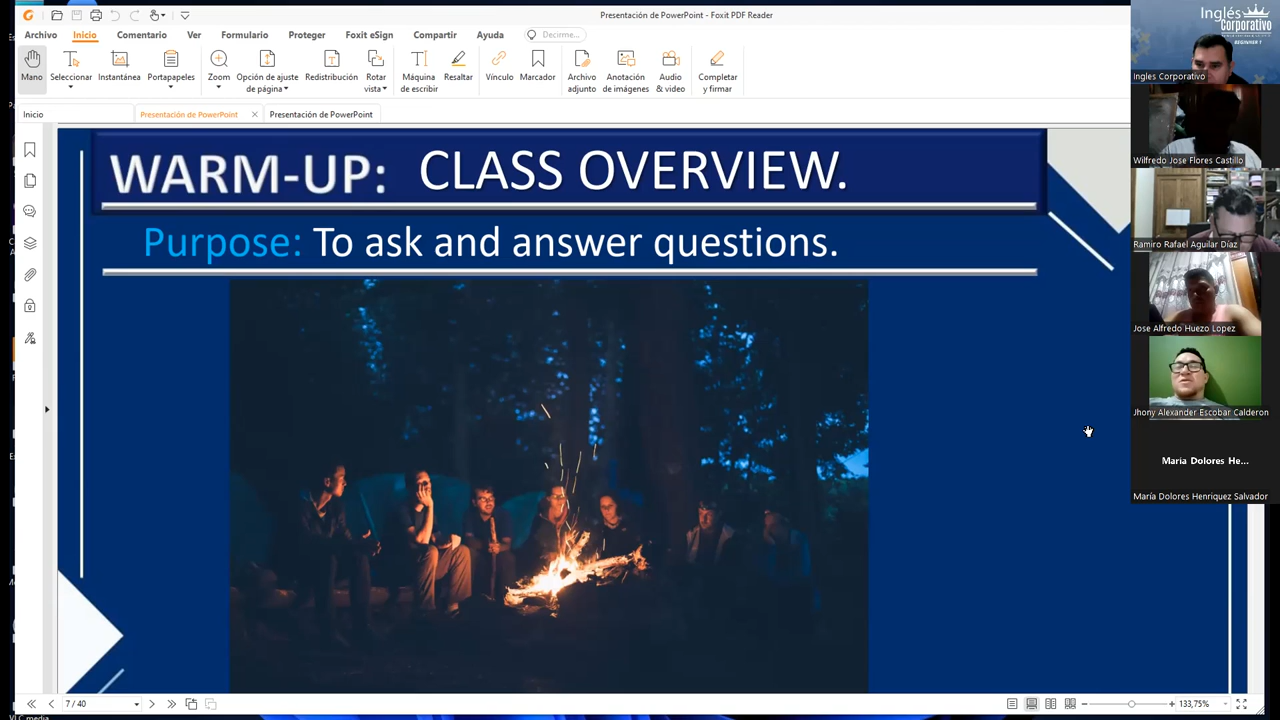 Presentación de PowerPoint - Foxit PDF Reader
Archivo Inicio Comentario Ver Formulario Proteger Foxit eSign Compartir Ayuda Decirme...
Mano Seleccionar Instantánea Portapapeles Zoom Opción de ajuste de página Redistribución Rotar vista Máquina de escribir Resaltar Vínculo Marcador Archivo adjunto Anotación de imágenes Audio & video Completar y firmar
Inicio Presentación de PowerPoint Presentación de PowerPoint
WARM-UP: CLASS OVERVIEW.
Purpose: To ask and answer questions.
Inglés
Corporativo
BEGINNER 1
Ingles Corporativo
Wilfredo Jose Flores Castillo
Ramiro Rafael Aguilar Díaz
Jose Alfredo Huezo Lopez
Jhony Alexander Escobar Calderon
Maria Dolores He...
María Dolores Henriquez Salvador
7 / 40
133,75%
VLC media